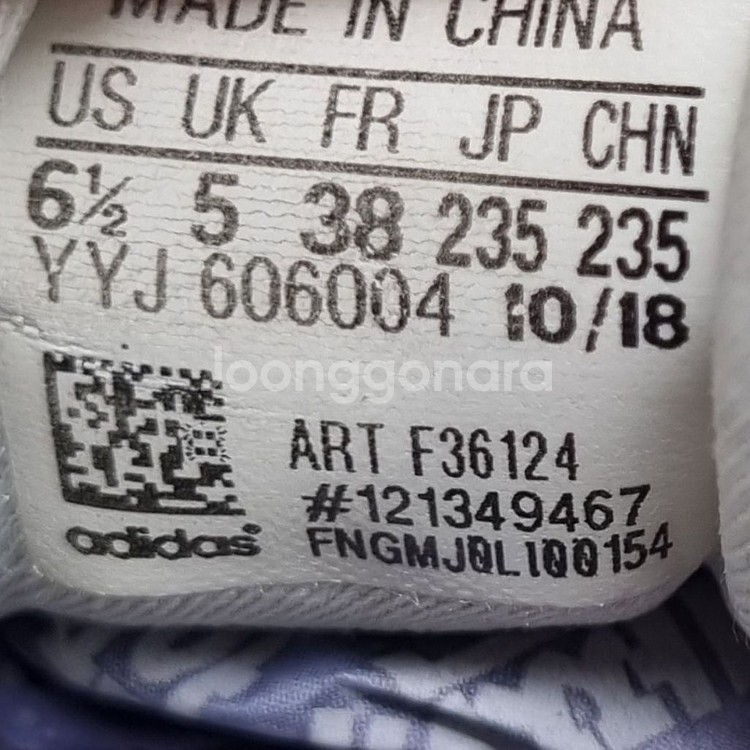 MADE IN CHINA
US UK FR JP CHN
6½ 5 38 235 235
YYJ 606004 10/18
loonggonara
ART F36124
#121349467
adidas
FNGMJ0L100154